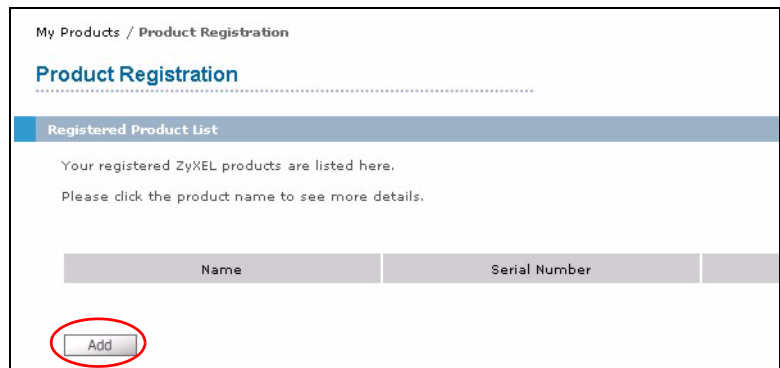 My Products / Product Registration
Product Registration
Registered Product List
Your registered ZyXEL products are listed here.
Please click the product name to see more details.
Name Serial Number
Add